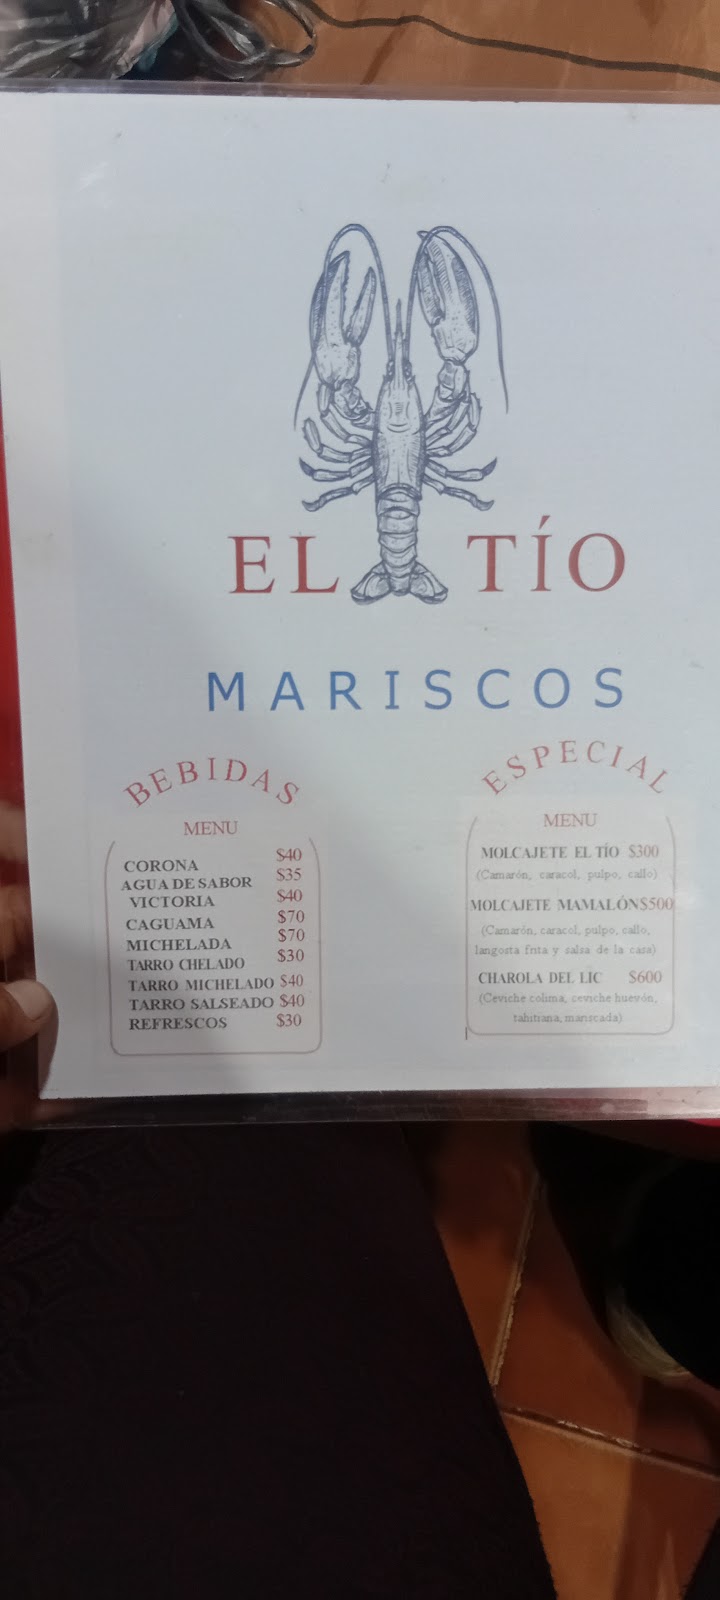 EL TÍO
MARISCOS
BEBIDAS
MENU
CORONA $40
AGUA DE SABOR $35
VICTORIA $40
CAGUAMA $70
MICHELADA $70
TARRO CHELADO $30
TARRO MICHELADO $40
TARRO SALSEADO $40
REFRESCOS $30
ESPECIAL
MENU
MOLCAJETE EL TÍO $300
(Camarón, caracol, pulpo, callo)
MOLCAJETE MAMALÓN$500
(Camarón, caracol, pulpo, callo,
langosta frita y salsa de la casa)
CHAROLA DEL LIC $600
(Ceviche colima, ceviche huevón,
tahitiana, mariscada)